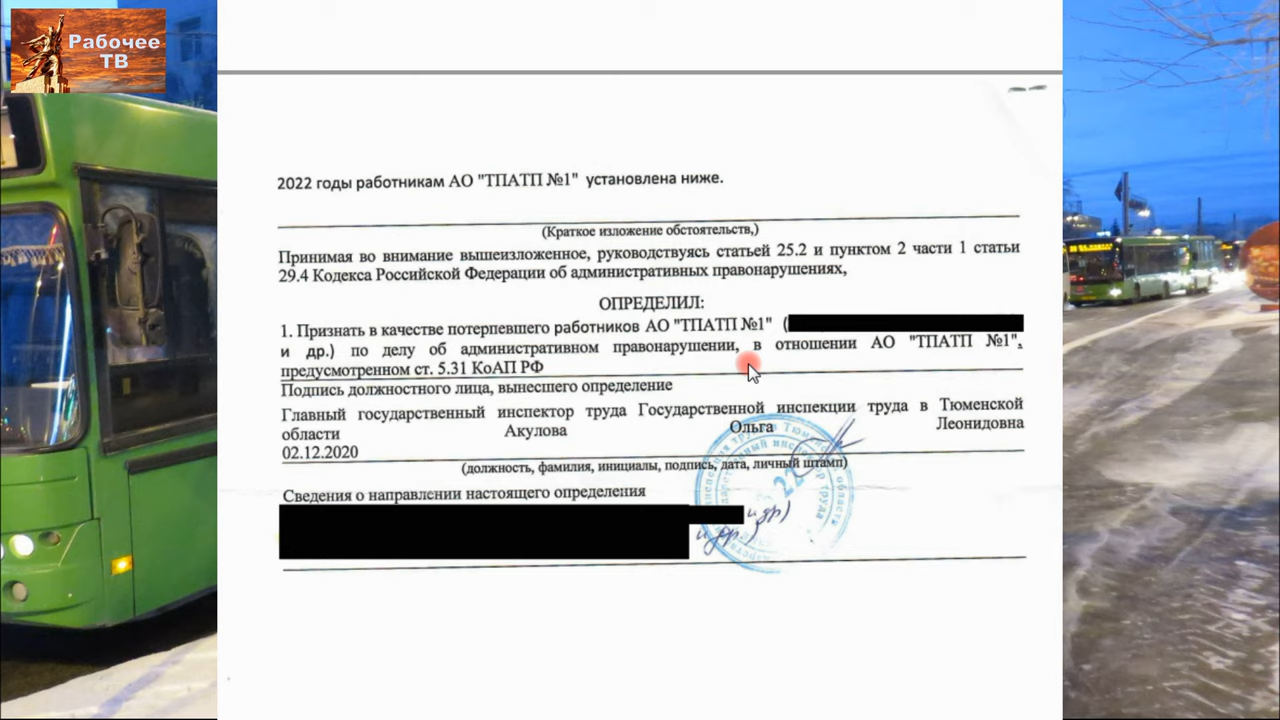 Рабочее
ТВ
2022 годы работникам АО "ТПАТП №1" установлена ниже.
(Краткое изложение обстоятельств,)
Принимая во внимание вышеизложенное, руководствуясь статьей 25.2 и пунктом 2 части 1 статьи
29.4 Кодекса Российской Федерации об административных правонарушениях,
ОПРЕДЕЛИЛ:
1. Признать в качестве потерпевшего работников АО "ТПАТП №1" (
и др.) по делу об административном правонарушении, в отношении АО "ТПАТП №1",
предусмотренном ст. 5.31 КоАП РФ
Подпись должностного лица, вынесшего определение
Главный государственный инспектор труда Государственной инспекции труда в Тюменской
области Акулова Ольга Леонидовна
02.12.2020
(должность, фамилия, инициалы, подпись, дата, личный штамп)
Сведения о направлении настоящего определения
и др)
и др)
22